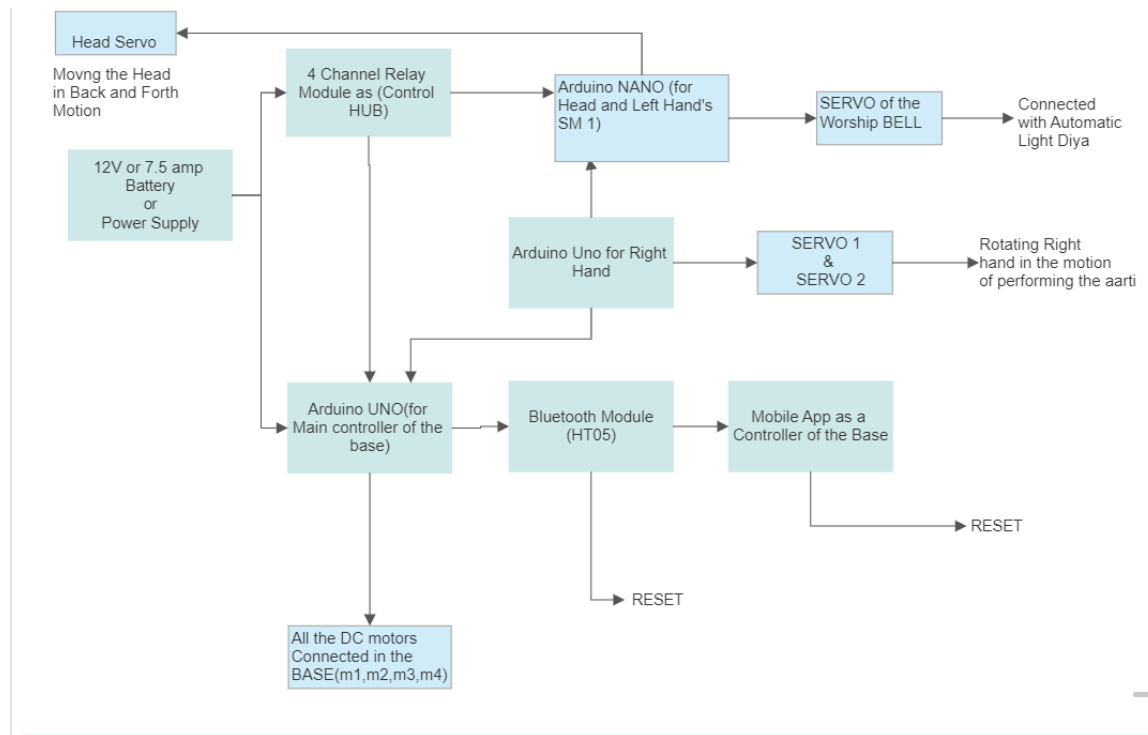 Head Servo
Movng the Head
in Back and Forth
Motion
4 Channel Relay
Module as (Control
HUB)
Arduino NANO (for
Head and Left Hand's
SM 1)
SERVO of the
Worship BELL
Connected
with Automatic
Light Diya
12V or 7.5 amp
Battery
or
Power Supply
Arduino Uno for Right
Hand
SERVO 1
&
SERVO 2
Rotating Right
hand in the motion
of performing the aarti
Arduino UNO(for
Main controller of the
base)
Bluetooth Module
(HT05)
Mobile App as a
Controller of the Base
RESET
RESET
All the DC motors
Connected in the
BASE(m1,m2,m3,m4)